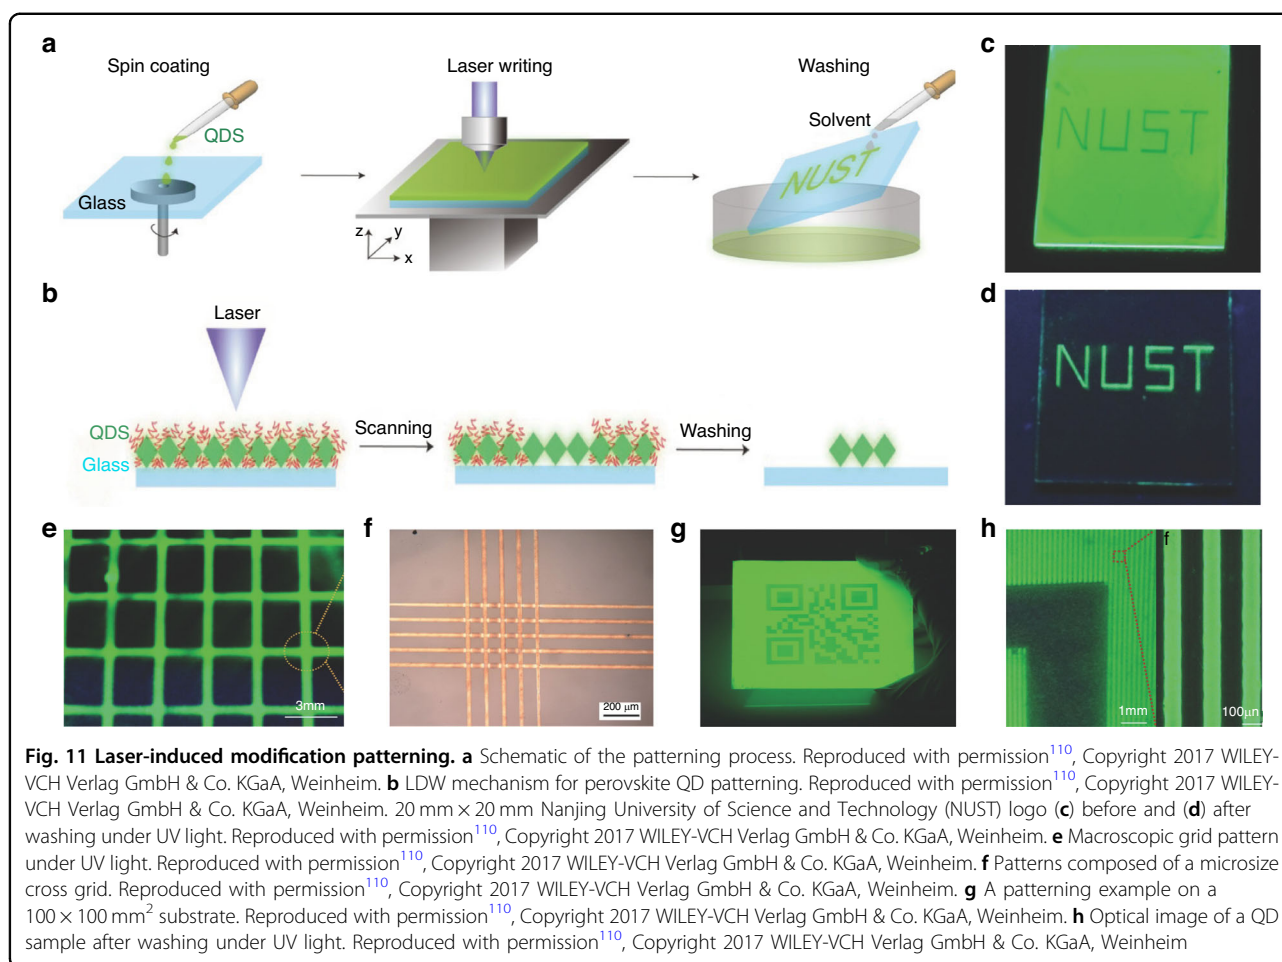 a
Spin coating
QDS
Glass
Laser writing
z
y
x
Washing
Solvent
NUST
c
NUST
b
Laser
QDS
Glass
Scanning
Washing
d
NUST
e
3mm
f
200 μm
g
h
f
1mm
100μn
Fig. 11 Laser-induced modification patterning. a Schematic of the patterning process. Reproduced with permission110, Copyright 2017 WILEY-
VCH Verlag GmbH & Co. KGaA, Weinheim. b LDW mechanism for perovskite QD patterning. Reproduced with permission110, Copyright 2017 WILEY-
VCH Verlag GmbH & Co. KGaA, Weinheim. 20 mm × 20 mm Nanjing University of Science and Technology (NUST) logo (c) before and (d) after
washing under UV light. Reproduced with permission110, Copyright 2017 WILEY-VCH Verlag GmbH & Co. KGaA, Weinheim. e Macroscopic grid pattern
under UV light. Reproduced with permission110, Copyright 2017 WILEY-VCH Verlag GmbH & Co. KGaA, Weinheim. f Patterns composed of a microsize
cross grid. Reproduced with permission110, Copyright 2017 WILEY-VCH Verlag GmbH & Co. KGaA, Weinheim. g A patterning example on a
100 × 100 mm2 substrate. Reproduced with permission110, Copyright 2017 WILEY-VCH Verlag GmbH & Co. KGaA, Weinheim. h Optical image of a QD
sample after washing under UV light. Reproduced with permission110, Copyright 2017 WILEY-VCH Verlag GmbH & Co. KGaA, Weinheim